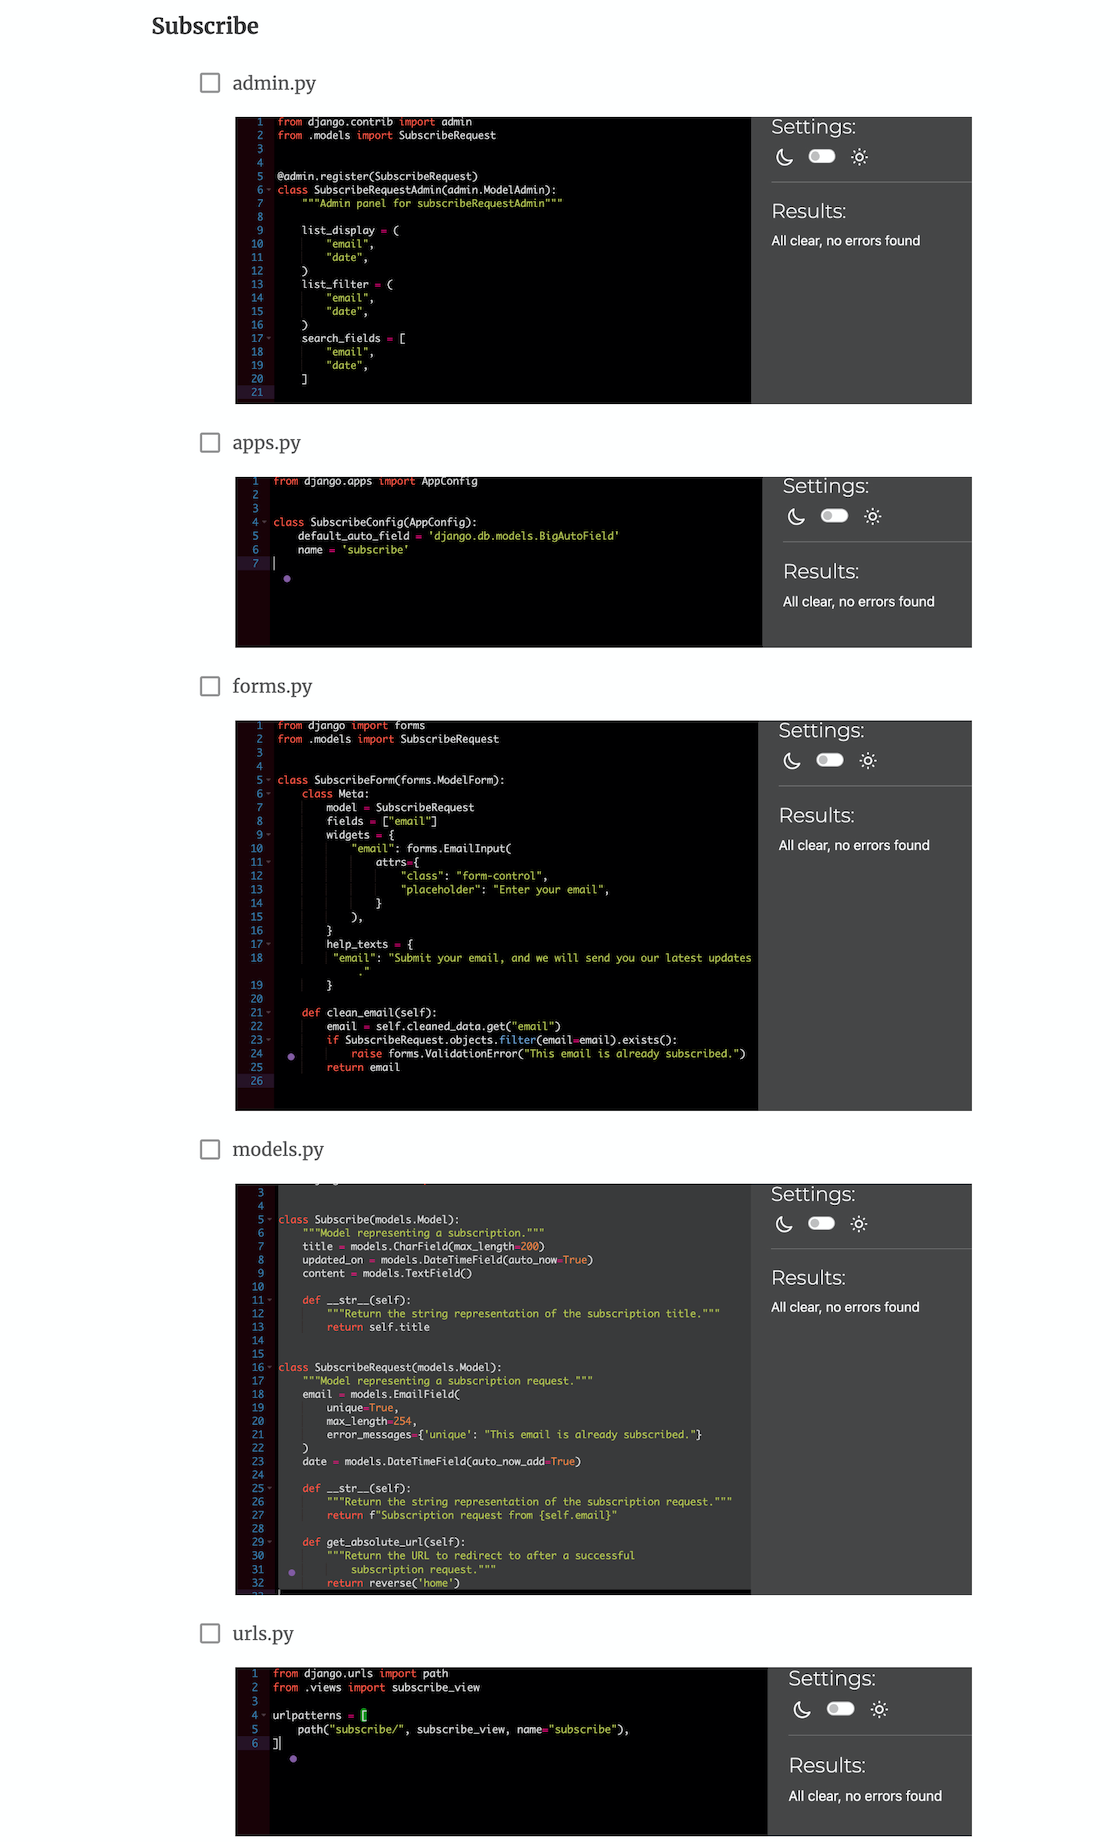 Subscribe
admin.py
1 from django.contrib import admin
2 from .models import SubscribeRequest
3
4
5 @admin.register(SubscribeRequest)
6 class SubscribeRequestAdmin(admin.ModelAdmin):
7     """Admin panel for subscribeRequestAdmin"""
8
9     list_display = (
10         "email",
11         "date",
12     )
13     list_filter = (
14         "email",
15         "date",
16     )
17     search_fields = [
18         "email",
19         "date",
20     ]
21
Settings:
Results:
All clear, no errors found
apps.py
1 from django.apps import AppConfig
2
3
4 class SubscribeConfig(AppConfig):
5     default_auto_field = 'django.db.models.BigAutoField'
6     name = 'subscribe'
7
Settings:
Results:
All clear, no errors found
forms.py
1 from django import forms
2 from .models import SubscribeRequest
3
4
5 class SubscribeForm(forms.ModelForm):
6     class Meta:
7         model = SubscribeRequest
8         fields = ["email"]
9         widgets = {
10             "email": forms.EmailInput(
11                 attrs={
12                     "class": "form-control",
13                     "placeholder": "Enter your email",
14                 }
15             ),
16         }
17         help_texts = {
18          "email": "Submit your email, and we will send you our latest updates
."
19         }
20
21     def clean_email(self):
22         email = self.cleaned_data.get("email")
23         if SubscribeRequest.objects.filter(email=email).exists():
24             raise forms.ValidationError("This email is already subscribed.")
25         return email
26
Settings:
Results:
All clear, no errors found
models.py
3
4
5 class Subscribe(models.Model):
6     """Model representing a subscription."""
7     title = models.CharField(max_length=200)
8     updated_on = models.DateTimeField(auto_now=True)
9     content = models.TextField()
10
11     def __str__(self):
12         """Return the string representation of the subscription title."""
13         return self.title
14
15
16 class SubscribeRequest(models.Model):
17     """Model representing a subscription request."""
18     email = models.EmailField(
19         unique=True,
20         max_length=254,
21         error_messages={'unique': "This email is already subscribed."}
22     )
23     date = models.DateTimeField(auto_now_add=True)
24
25     def __str__(self):
26         """Return the string representation of the subscription request."""
27         return f"Subscription request from {self.email}"
28
29     def get_absolute_url(self):
30         """Return the URL to redirect to after a successful
31             subscription request."""
32         return reverse('home')
Settings:
Results:
All clear, no errors found
urls.py
1 from django.urls import path
2 from .views import subscribe_view
3
4 urlpatterns = [
5     path("subscribe/", subscribe_view, name="subscribe"),
6 ]
Settings:
Results:
All clear, no errors found